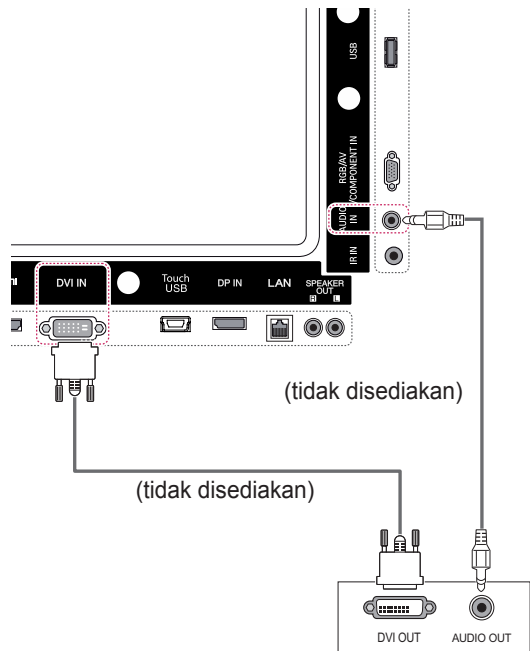 USB
RGB/AV
/COMPONENT IN
AUDIO
IN
IR IN
DVI IN
Touch
USB
DP IN
LAN
SPEAKER
OUT
R L
(tidak disediakan)
(tidak disediakan)
DVI OUT
AUDIO OUT